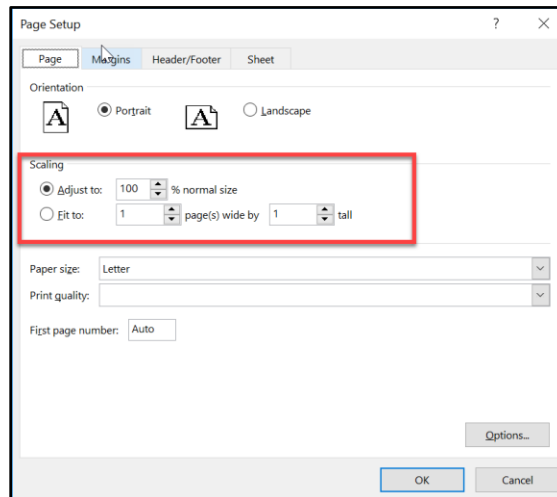 Page Setup ? ×
Page Margins Header/Footer Sheet
Orientation
A Portrait A Landscape
Scaling
Adjust to: 100 % normal size
Fit to: 1 page(s) wide by 1 tall
Paper size: Letter
Print quality:
First page number: Auto
Options...
OK Cancel